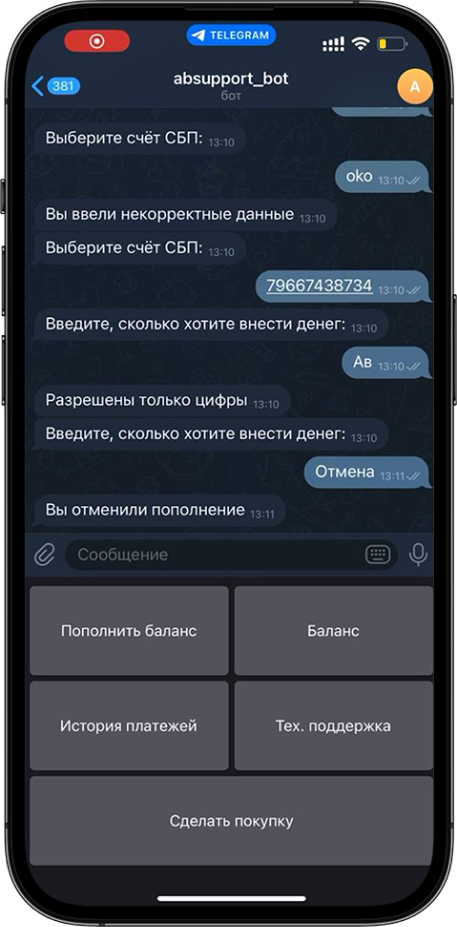 TELEGRAM
381
absupport_bot
бот
A
Выберите счёт СБП: 13:10
oko 13:10
Вы ввели некорректные данные 13:10
Выберите счёт СБП: 13:10
79667438734 13:10
Введите, сколько хотите внести денег: 13:10
Ав 13:10
Разрешены только цифры 13:10
Введите, сколько хотите внести денег: 13:10
Отмена 13:11
Вы отменили пополнение 13:11
Сообщение
Пополнить баланс
Баланс
История платежей
Тех. поддержка
Сделать покупку